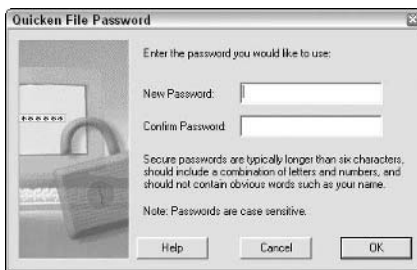 Quicken File Password
Enter the password you would like to use:
New Password:
Confirm Password:
Secure passwords are typically longer than six characters,
should include a combination of letters and numbers, and
should not contain obvious words such as your name.
Note: Passwords are case sensitive.
Help
Cancel
OK